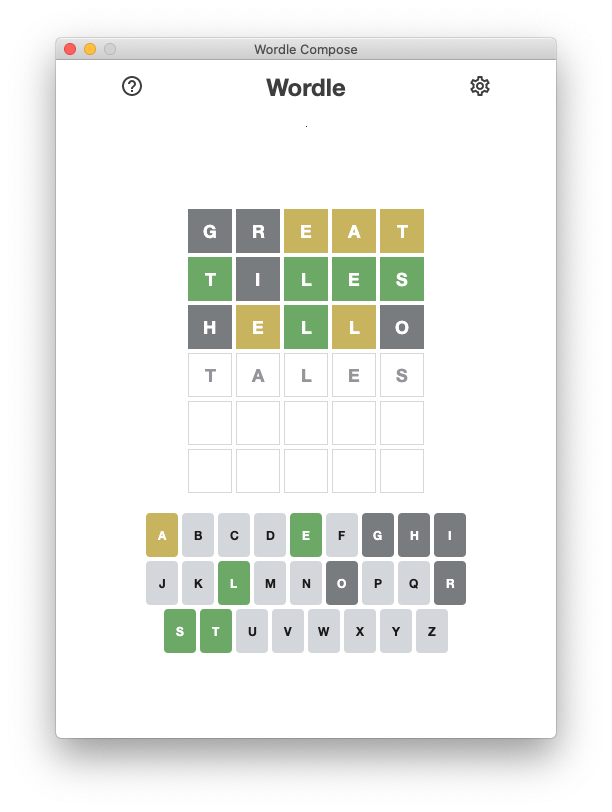 Wordle Compose
Wordle
.
G R E A T
T I L E S
H E L L O
T A L E S
A B C D E F G H I
J K L M N O P Q R
S T U V W X Y Z